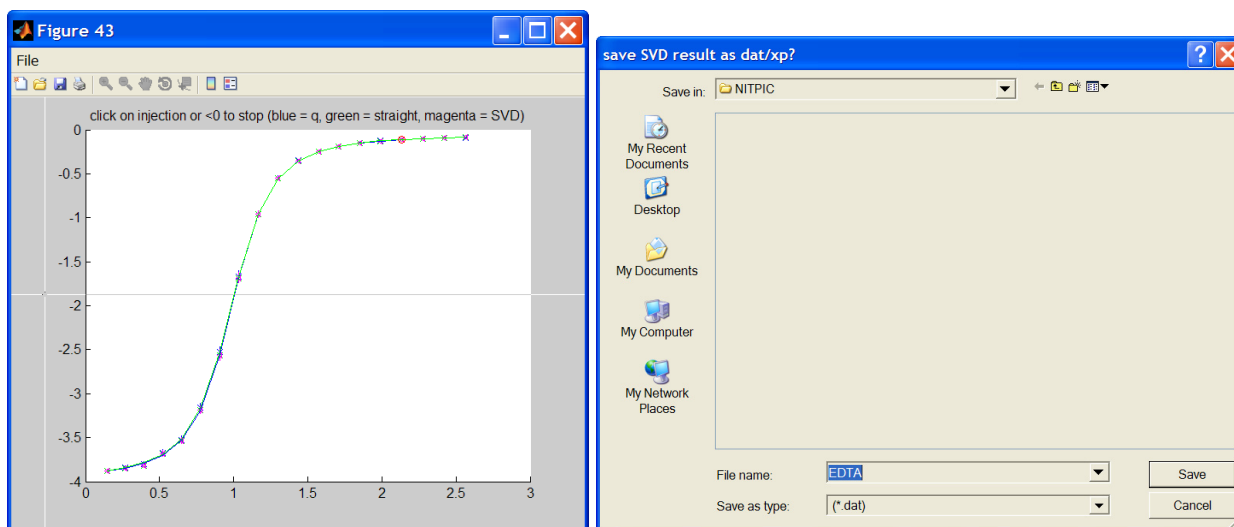 Figure 43
File
click on injection or <0 to stop (blue = q, green = straight, magenta = SVD)
0
-0.5
-1
-1.5
-2
-2.5
-3
-3.5
-4
0 0.5 1 1.5 2 2.5 3
save SVD result as dat/xp?
Save in: NITPIC
My Recent
Documents
Desktop
My Documents
My Computer
My Network
Places
File name: EDTA Save
Save as type: (*.dat) Cancel